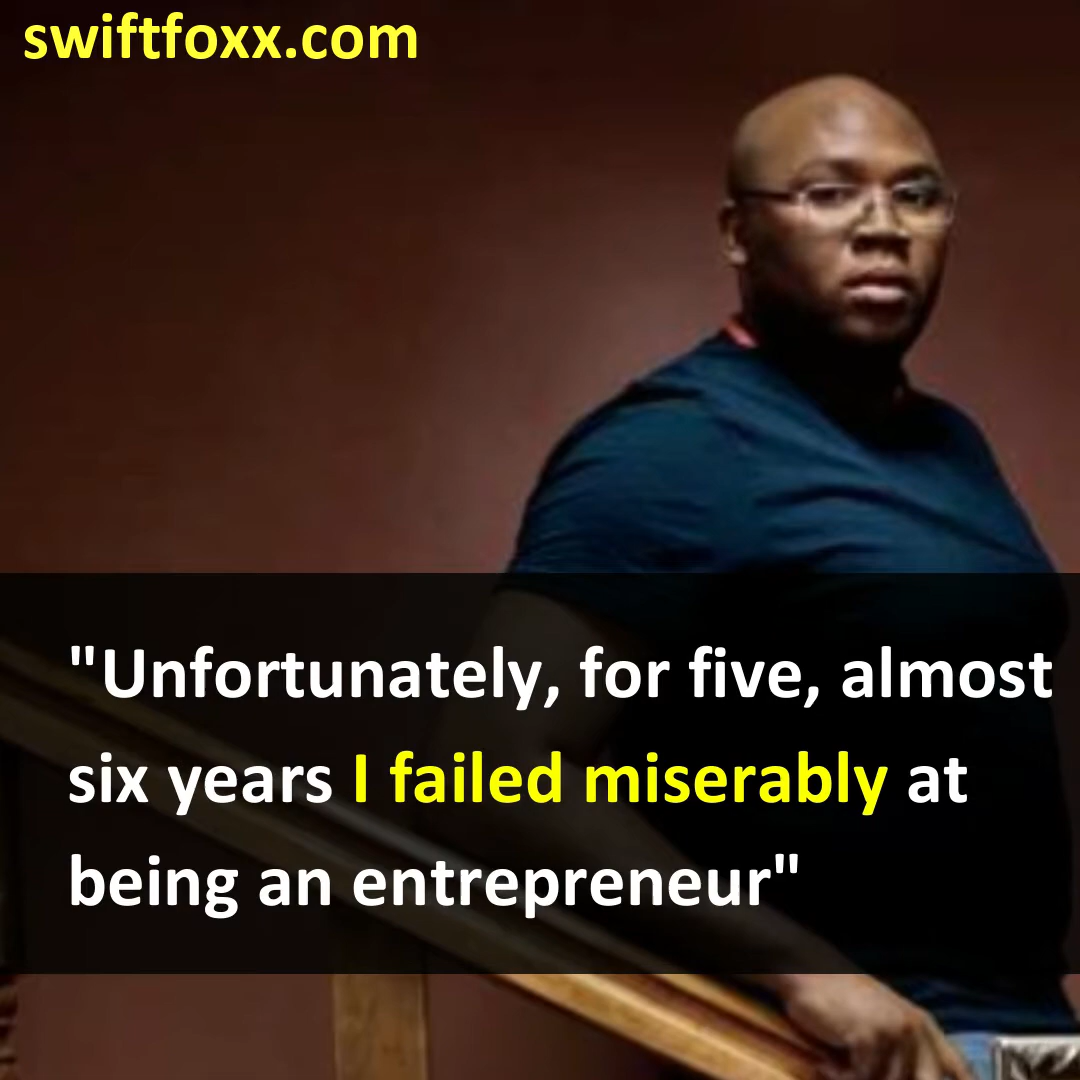 swiftfoxx.com
"Unfortunately, for five, almost
six years I failed miserably at
being an entrepreneur"